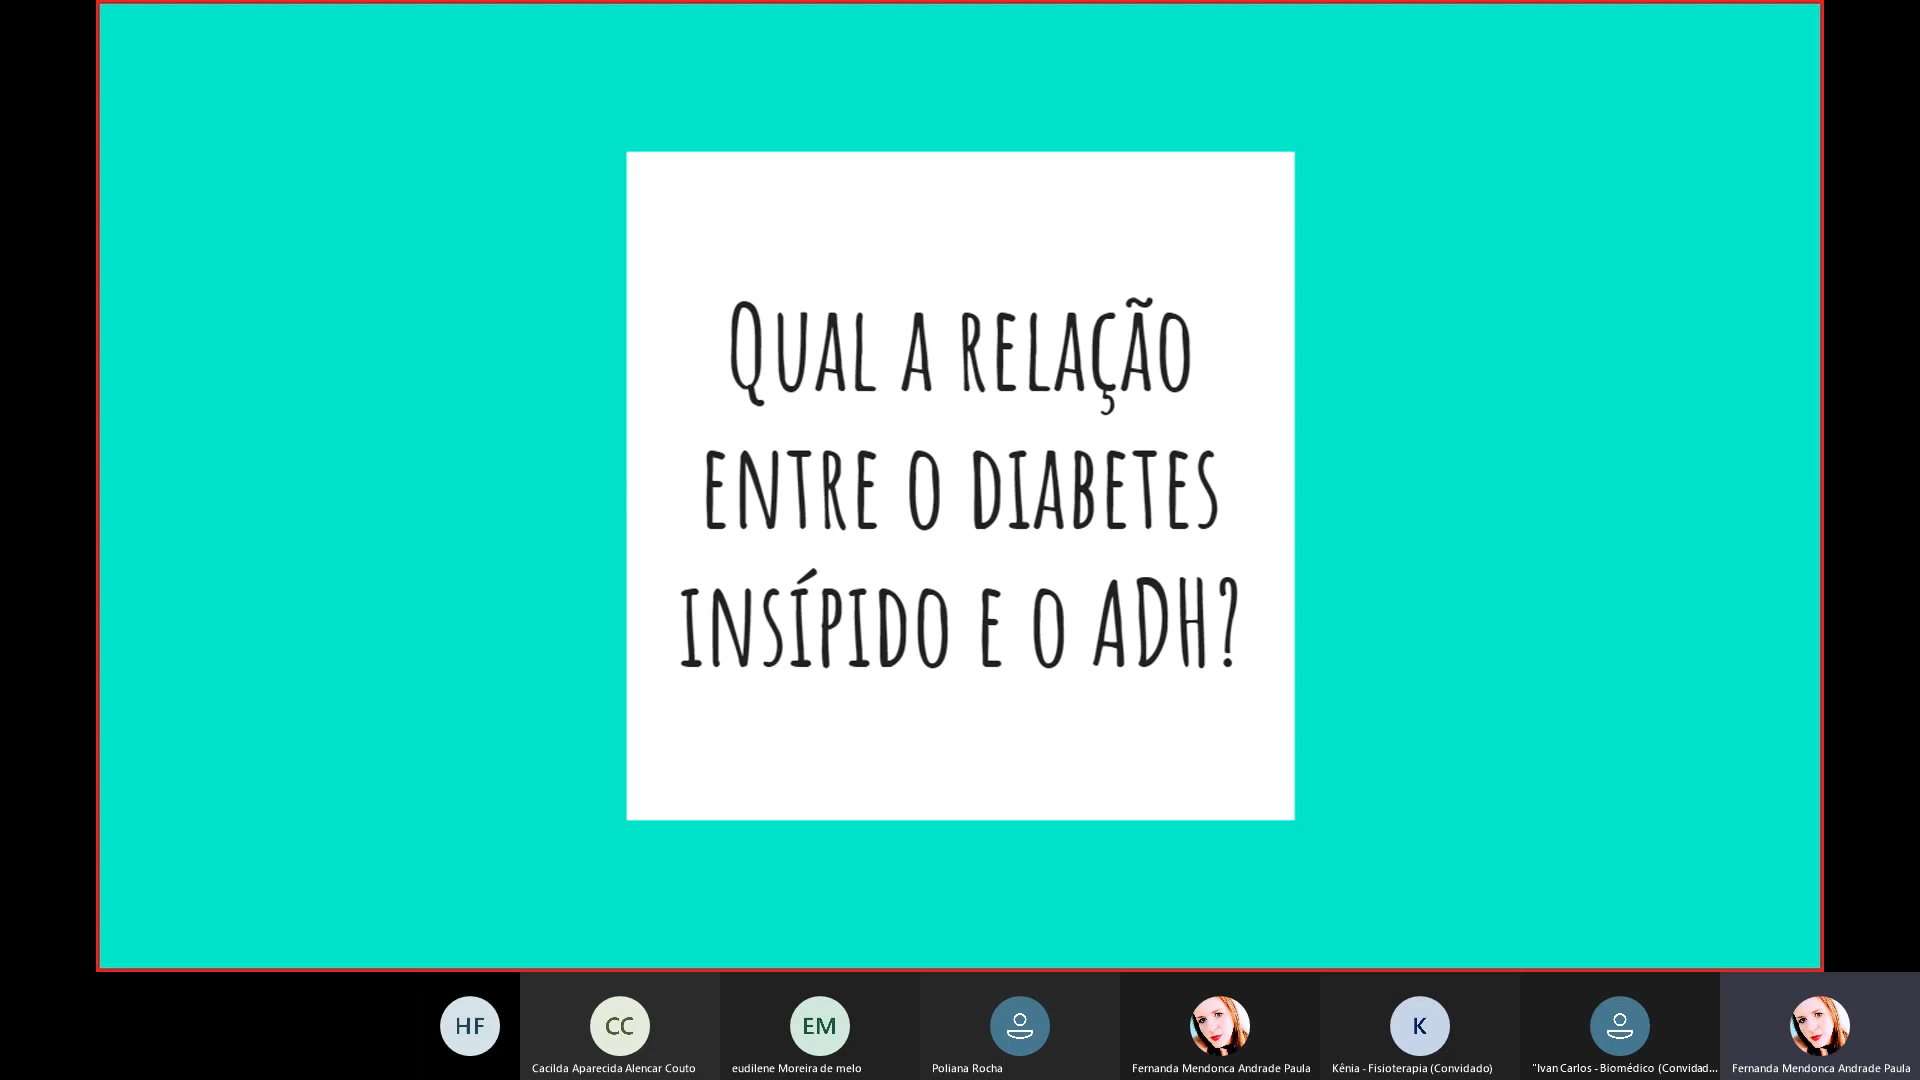 Qual a relação
entre o diabetes
insípido e o ADH?
HF
CC
EM
K
Cacilda Aparecida Alencar Couto
eudilene Moreira de melo
Poliana Rocha
Fernanda Mendonca Andrade Paula
Kênia - Fisioterapia (Convidado)
"Ivan Carlos - Biomédico (Convidad...
Fernanda Mendonca Andrade Paula